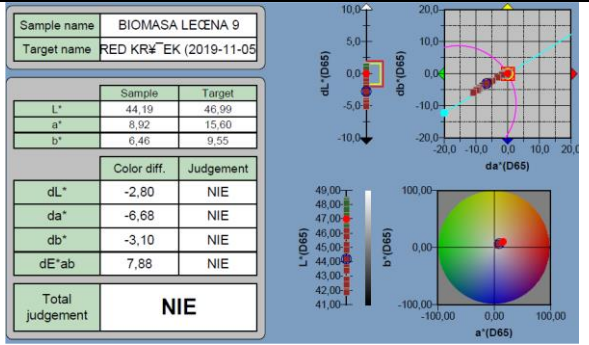 Sample name BIOMASA LEŒNA 9
Target name RED KR¥¯EK (2019-11-05
Sample Target
L* 44,19 46,99
a* 8,92 15,60
b* 6,46 9,55
Color diff. Judgement
dL* -2,80 NIE
da* -6,68 NIE
db* -3,10 NIE
dE*ab 7,88 NIE
Total judgement NIE
10,0
5,0
0,0
-5,0
-10,0
dL*(D65)
20,0
10,0
0,0
-10,0
-20,0
db*(D65)
-20,0 -10,0 0,0 10,0 20,0
da*(D65)
49,00
48,00
47,00
46,00
45,00
44,00
43,00
42,00
41,00
L*(D65)
100,00
0,00
-100,00
b*(D65)
-100,00 0,00 100,00
a*(D65)